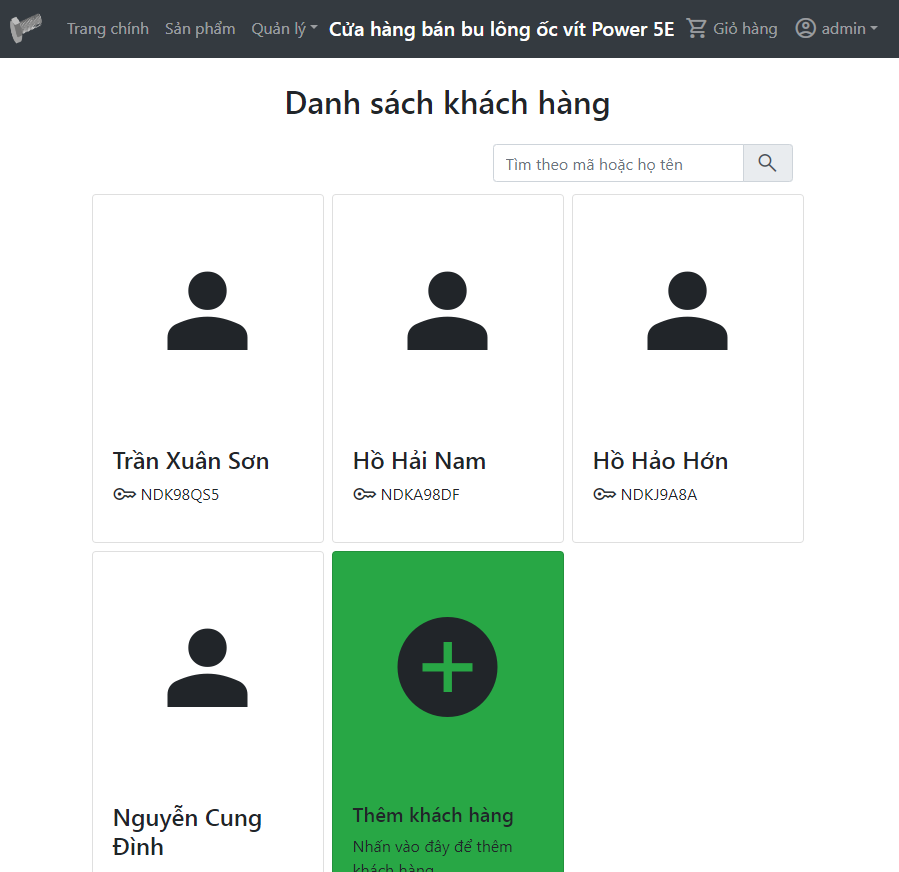 Trang chính Sản phẩm Quản lý Cửa hàng bán bu lông ốc vít Power 5E Giỏ hàng admin
Danh sách khách hàng
Tìm theo mã hoặc họ tên
Trần Xuân Sơn
NDK98QS5
Hồ Hải Nam
NDKA98DF
Hồ Hảo Hớn
NDKJ9A8A
Nguyễn Cung
Đình
Thêm khách hàng
Nhấn vào đây để thêm
khách hàng